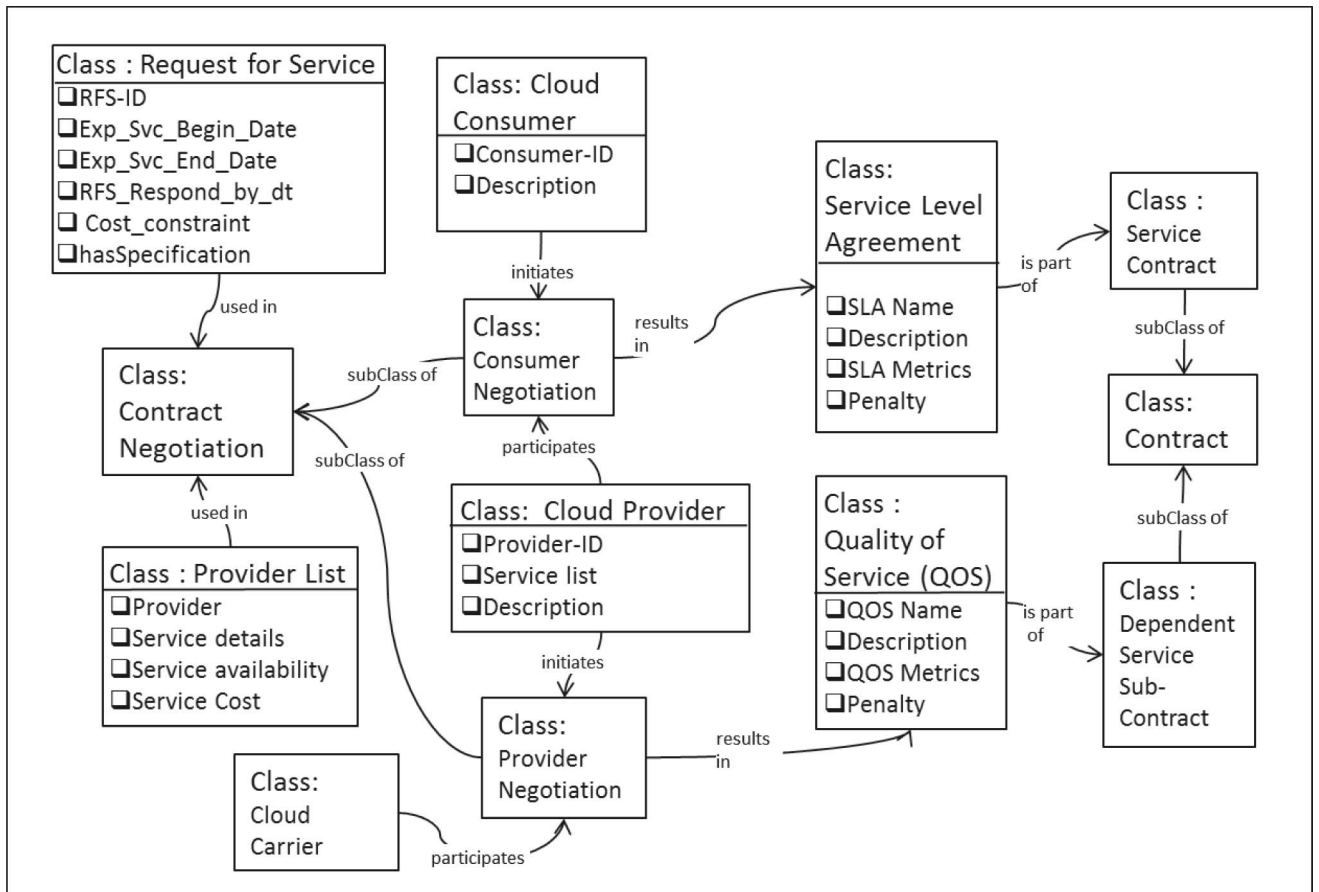 Class : Request for Service
❑RFS-ID
❑Exp_Svc_Begin_Date
❑Exp_Svc_End_Date
❑RFS_Respond_by_dt
❑ Cost_constraint
❑hasSpecification
used in
Class: Cloud
Consumer
❑Consumer-ID
❑Description
initiates
Class:
Service Level
Agreement
❑SLA Name
❑Description
❑SLA Metrics
❑Penalty
is part
of
Class :
Service
Contract
subClass of
Class:
Contract
Negotiation
subClass of
Class:
Consumer
Negotiation
results
in
Class:
Contract
subClass of
participates
used in
Class : Provider List
❑Provider
❑Service details
❑Service availability
❑Service Cost
Class: Cloud Provider
❑Provider-ID
❑Service list
❑Description
initiates
Class :
Quality of
Service (QOS)
❑QOS Name
❑Description
❑QOS Metrics
❑Penalty
is part
of
subClass of
Class :
Dependent
Service
Sub-
Contract
Class:
Provider
Negotiation
results
in
Class:
Cloud
Carrier
participates